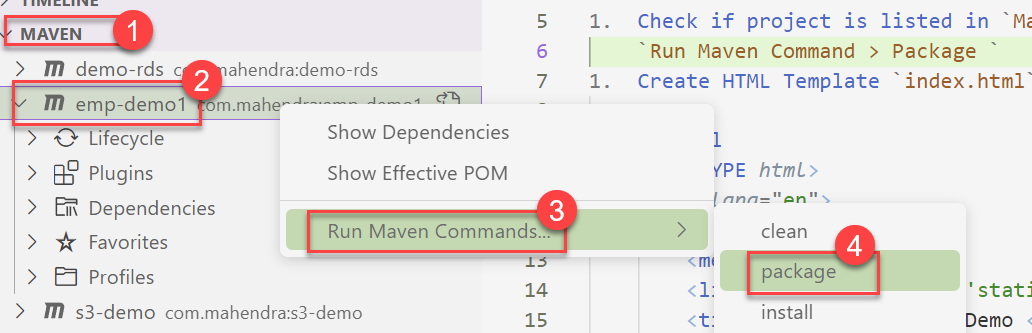 TIMELINE
MAVEN
1
demo-rds com.mahendra:demo-rds
2
emp-demo1 com.mahendra:emp-demo1
Lifecycle
Plugins
Dependencies
Favorites
Profiles
s3-demo com.mahendra:s3-demo
Show Dependencies
Show Effective POM
3
Run Maven Commands...
4
clean
package
install
5 1. Check if project is listed in `Ma
6 `Run Maven Command > Package `
7 1. Create HTML Template `index.html`
YPE html>
lang="en">
13 <me
14 <li 'stati
15 <t Demo <